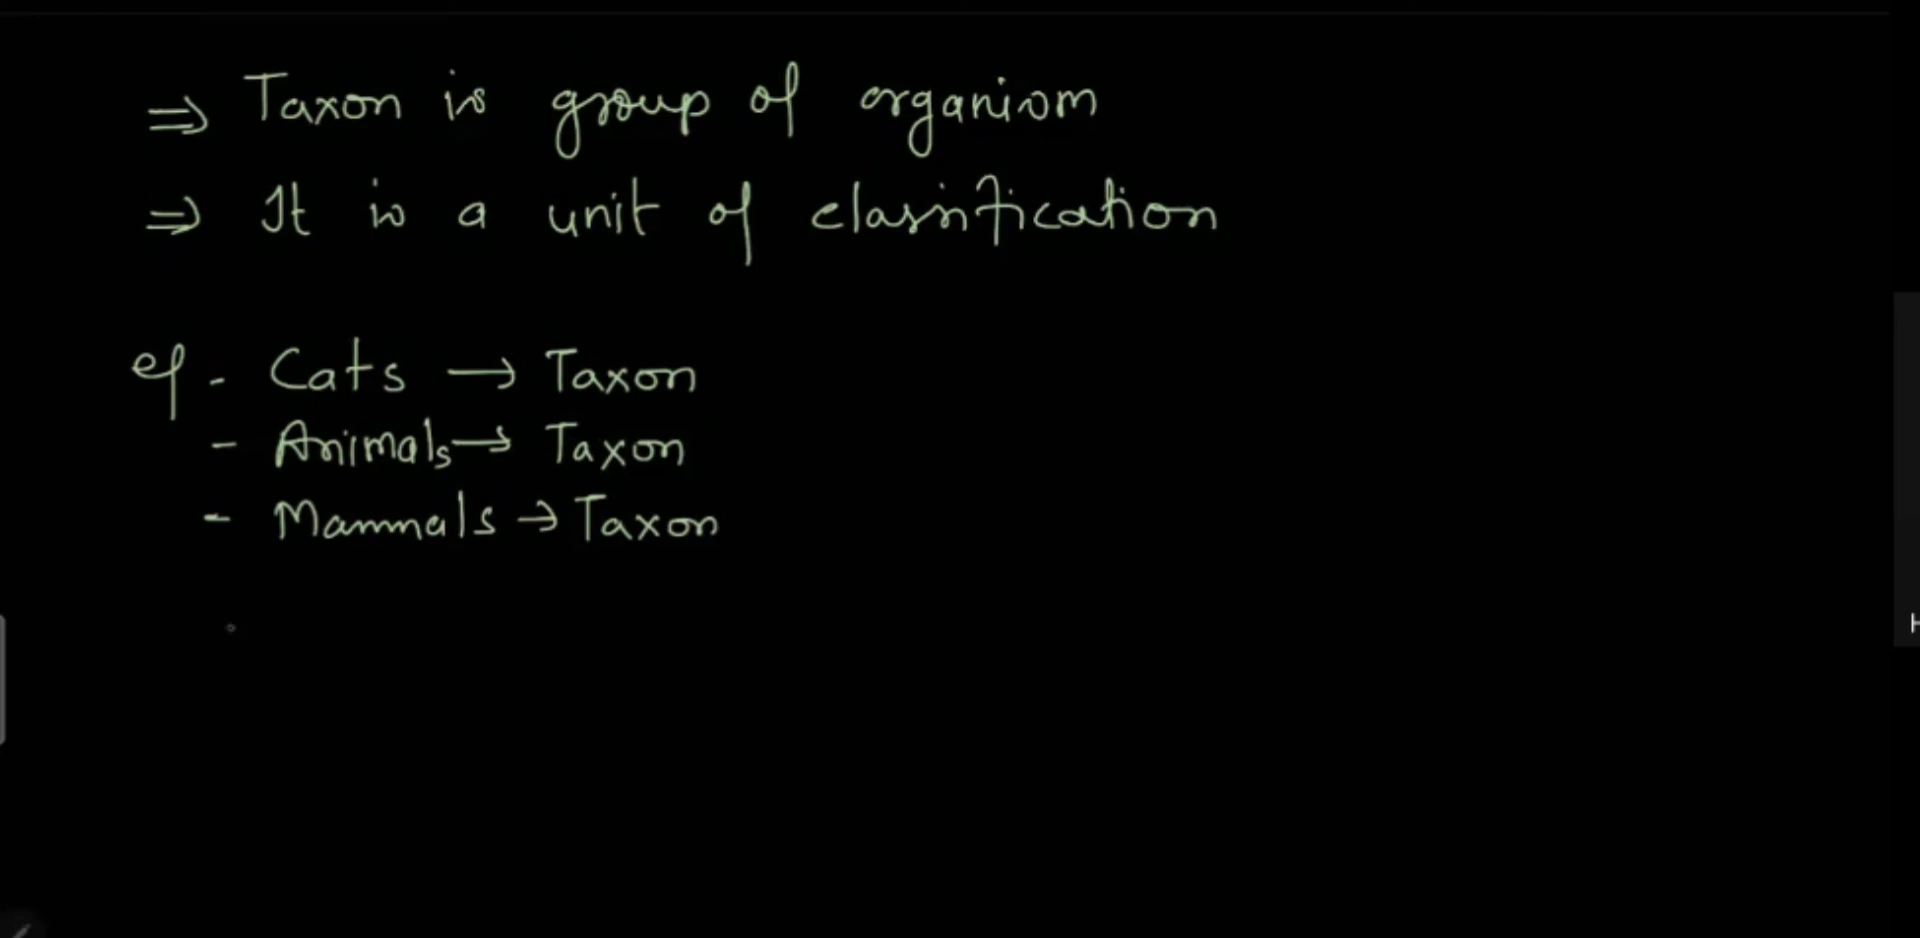 ⇒ Taxon is group of organism
⇒ It is a unit of classification
eg - Cats → Taxon
- Animals → Taxon
- Mammals → Taxon
H